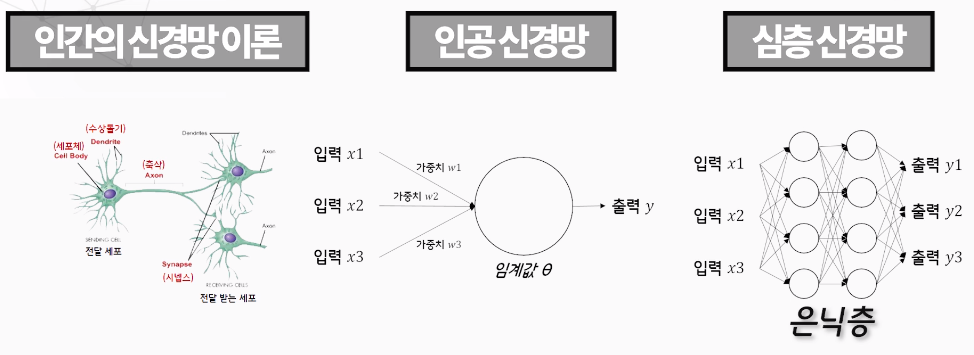 인간의 신경망 이론
인공 신경망
심층 신경망
(수상돌기)
Dendrite
(세포체)
Cell Body
(축삭)
Axon
Dendrites
Axon
Axon
SENDING CELL
전달 세포
Synapse
(시냅스)
RECEIVING CELLS
전달 받는 세포
입력 x1
입력 x2
입력 x3
가중치 w1
가중치 w2
가중치 w3
임계값 θ
출력 y
입력 x1
입력 x2
입력 x3
출력 y1
출력 y2
출력 y3
은닉층